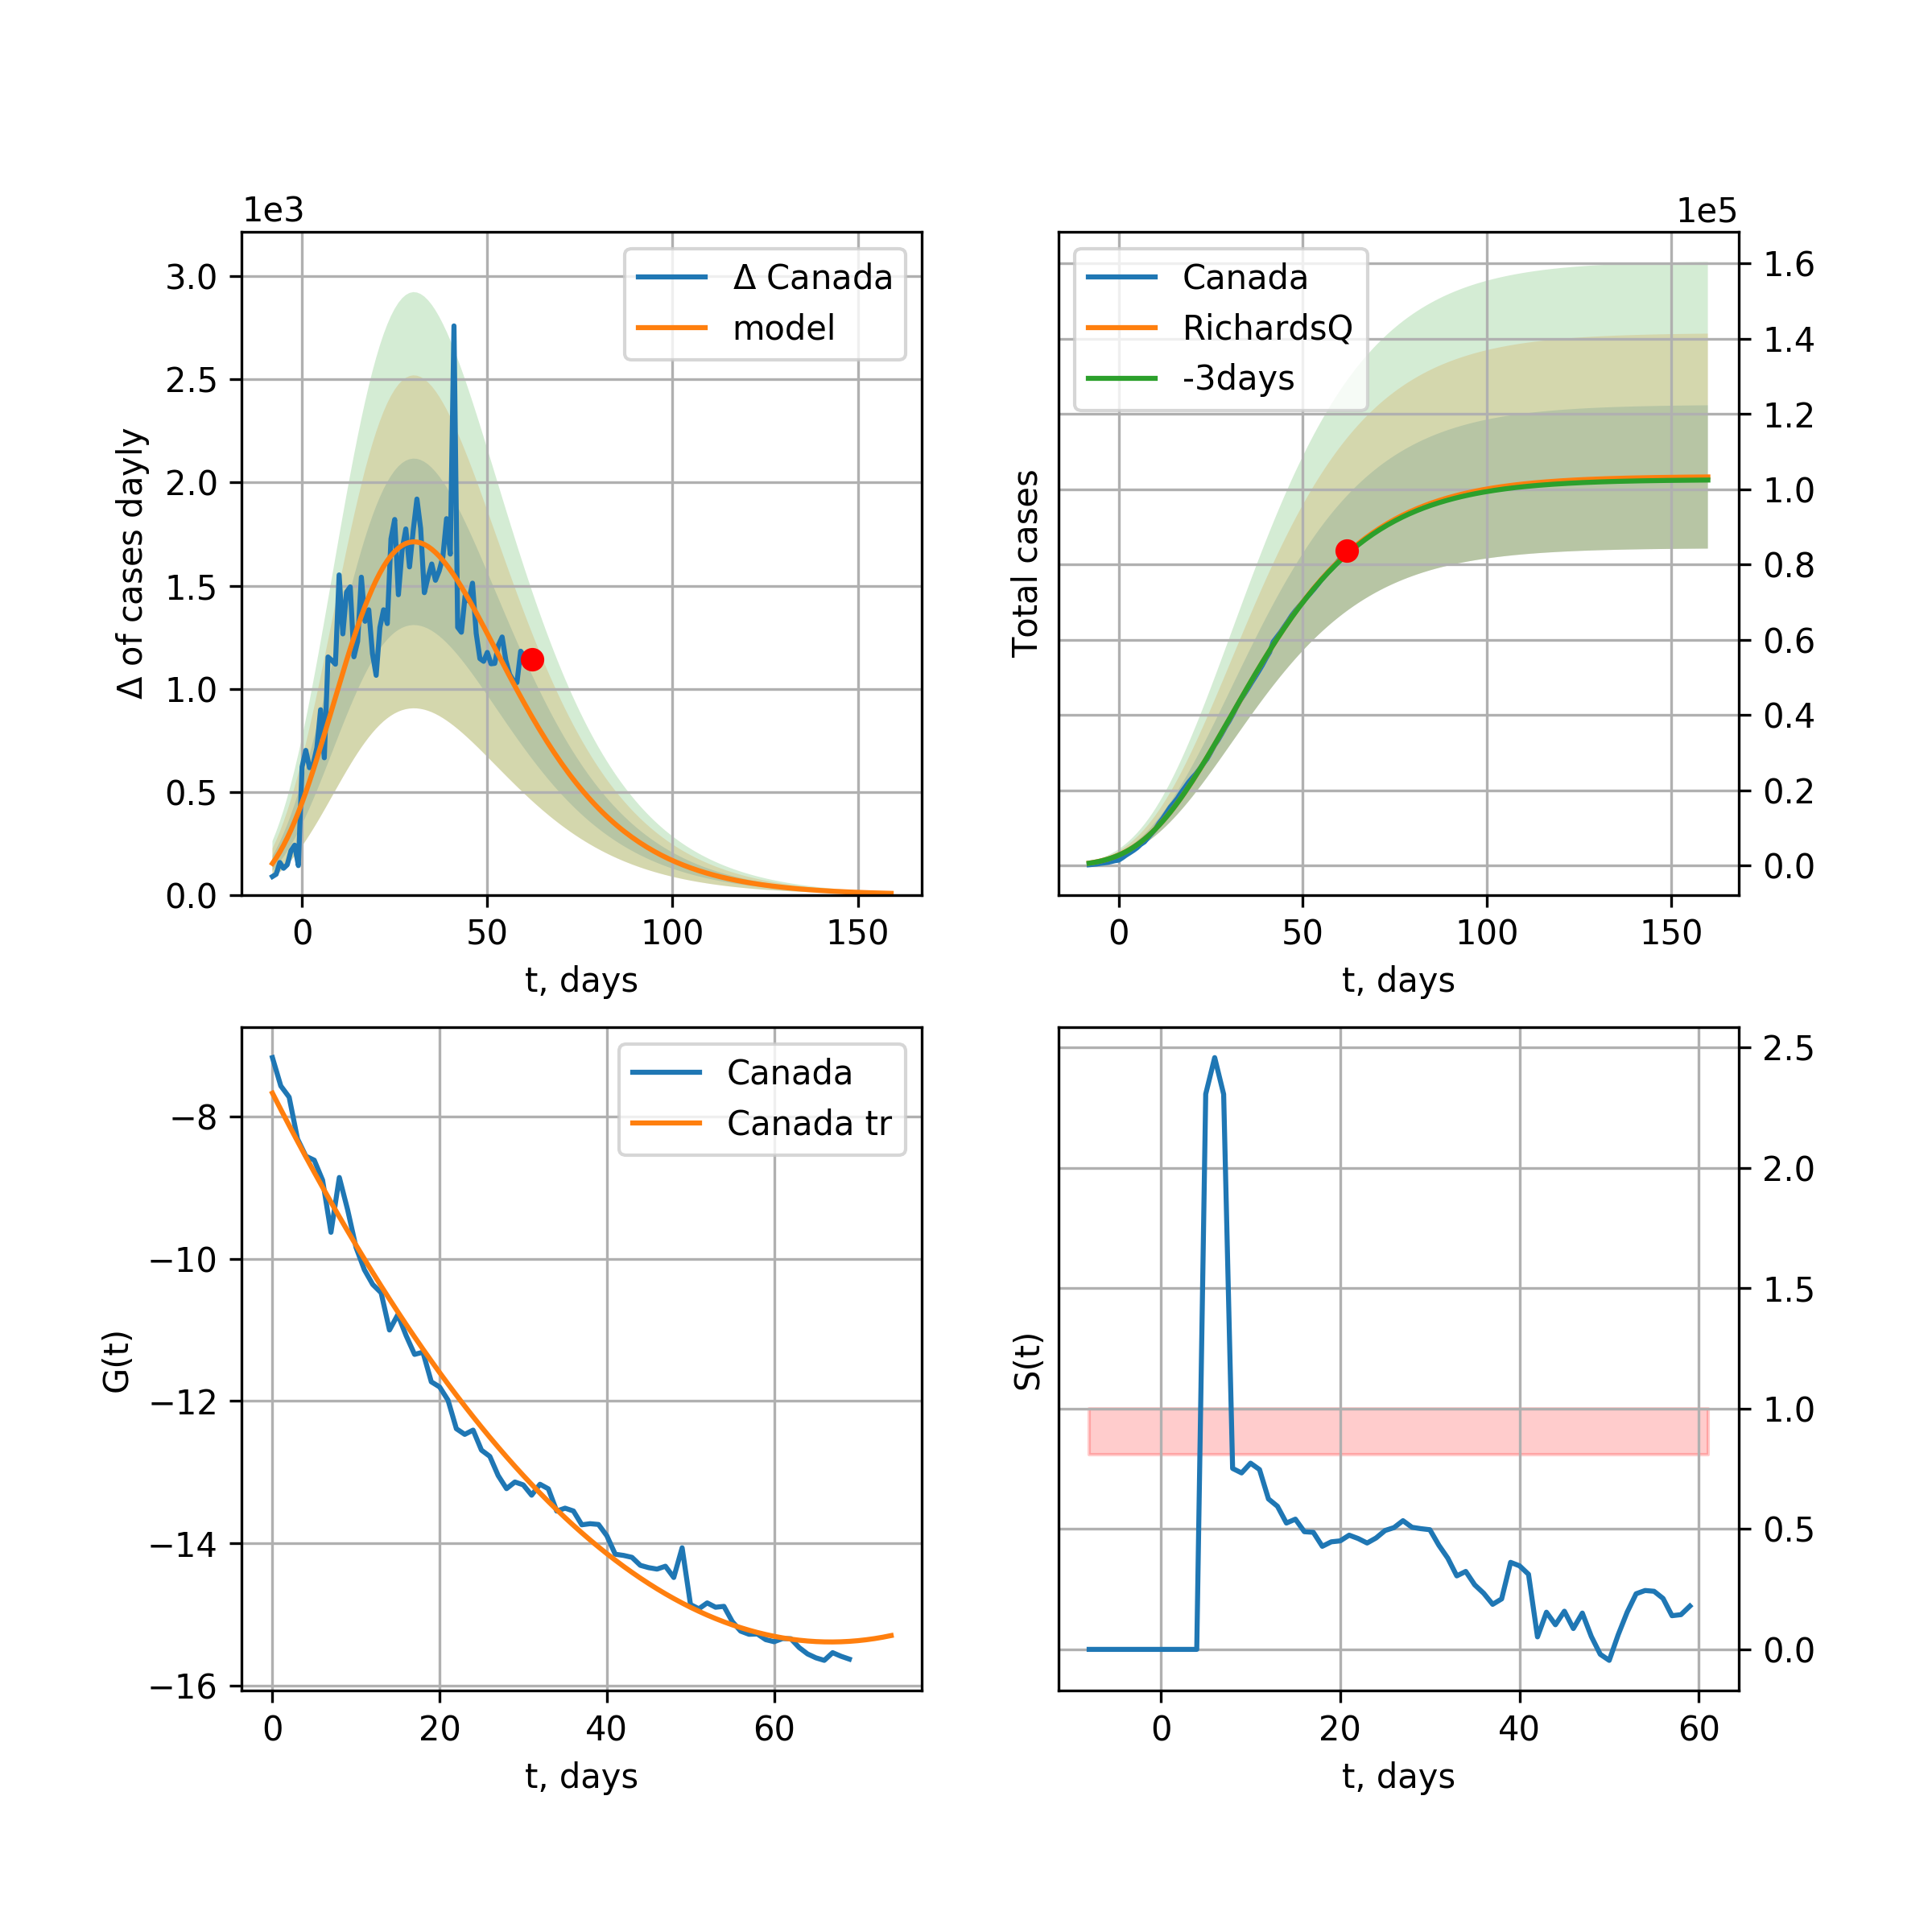 1e3
Δ of cases dayly
3.0
2.5
2.0
1.5
1.0
0.5
0.0
Δ Canada
model
0 50 100 150
t, days
1e5
Total cases
Canada
RichardsQ
-3days
1.6
1.4
1.2
1.0
0.8
0.6
0.4
0.2
0.0
0 50 100 150
t, days
G(t)
−8
−10
−12
−14
−16
Canada
Canada tr
0 20 40 60
t, days
S(t)
2.5
2.0
1.5
1.0
0.5
0.0
0 20 40 60
t, days